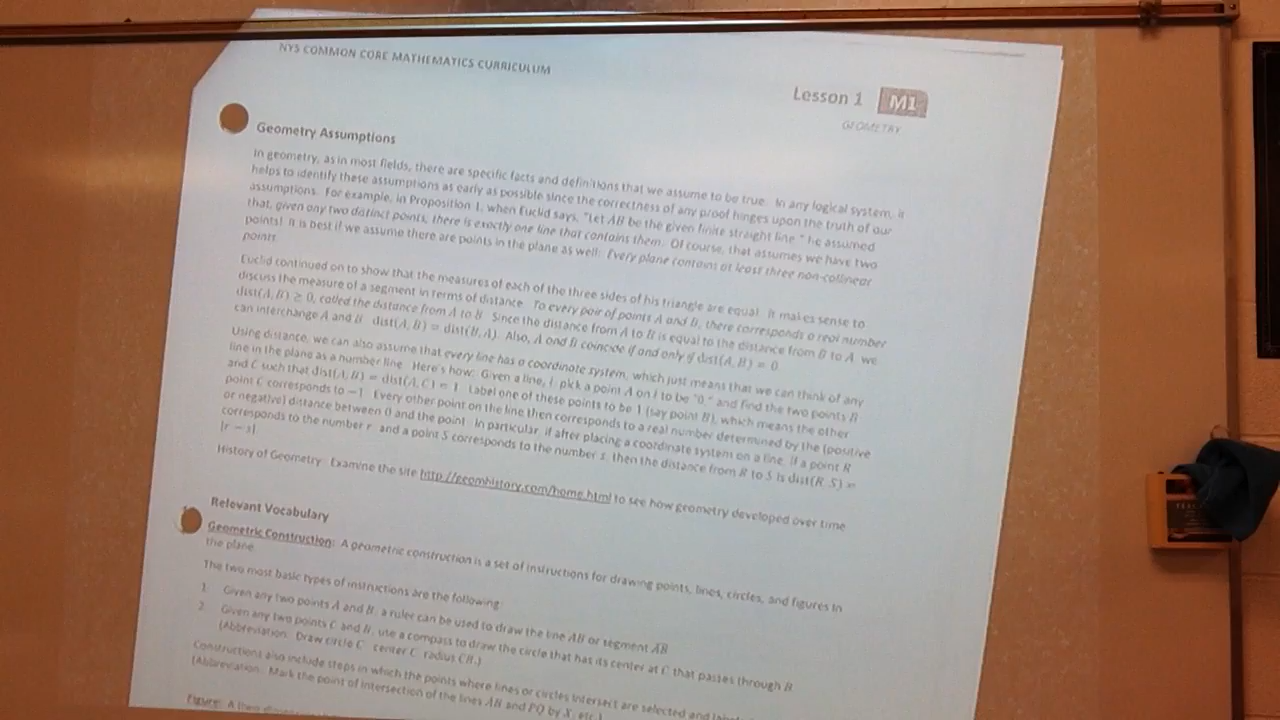 NYS COMMON CORE MATHEMATICS CURRICULUM
Lesson 1
M1
GEOMETRY
Geometry Assumptions
In geometry, as in most fields, there are specific facts and definitions that we assume to be true. In any logical system, it
helps to identify these assumptions as early as possible since the correctness of any proof hinges upon the truth of our
assumptions. For example, in Proposition 1, when Euclid says, "Let AB be the given finite straight line," he assumed
that, given any two distinct points, there is exactly one line that contains them. Of course, that assumes we have two
points! It is best if we assume there are points in the plane as well: Every plane contains at least three non-collinear
points.
Euclid continued on to show that the measures of each of the three sides of his triangle are equal. It makes sense to
discuss the measure of a segment in terms of distance. To every pair of points A and B, there corresponds a real number
dist(A, B) ≥ 0, called the distance from A to B. Since the distance from A to B is equal to the distance from B to A, we
can interchange A and B: dist(A, B) = dist(B, A). Also, A and B coincide if and only if dist(A, B) = 0.
Using distance, we can also assume that every line has a coordinate system, which just means that we can think of any
line in the plane as a number line. Here's how: Given a line, l, pick a point A on l to be "0," and find the two points B
and C such that dist(A, B) = dist(A, C) = 1. Label one of these points to be 1 (say point B), which means the other
point C corresponds to −1. Every other point on the line then corresponds to a real number determined by the (positive
or negative) distance between 0 and the point. In particular, if after placing a coordinate system on a line, if a point R
corresponds to the number r, and a point S corresponds to the number s, then the distance from R to S is dist(R, S) =
|r − s|.
History of Geometry: Examine the site http://geomhistory.com/home.html to see how geometry developed over time.
Relevant Vocabulary
Geometric Construction: A geometric construction is a set of instructions for drawing points, lines, circles, and figures in
the plane.
The two most basic types of instructions are the following:
1. Given any two points A and B, a ruler can be used to draw the line AB or segment AB
2. Given any two points C and B, use a compass to draw the circle that has its center at C that passes through B.
(Abbreviation: Draw circle C: center C, radius CB.)
Constructions also include steps in which the points where lines or circles intersect are selected and
(Abbreviation: Mark the point of intersection of the lines AB and PQ by X, etc.)
Figure: A (two